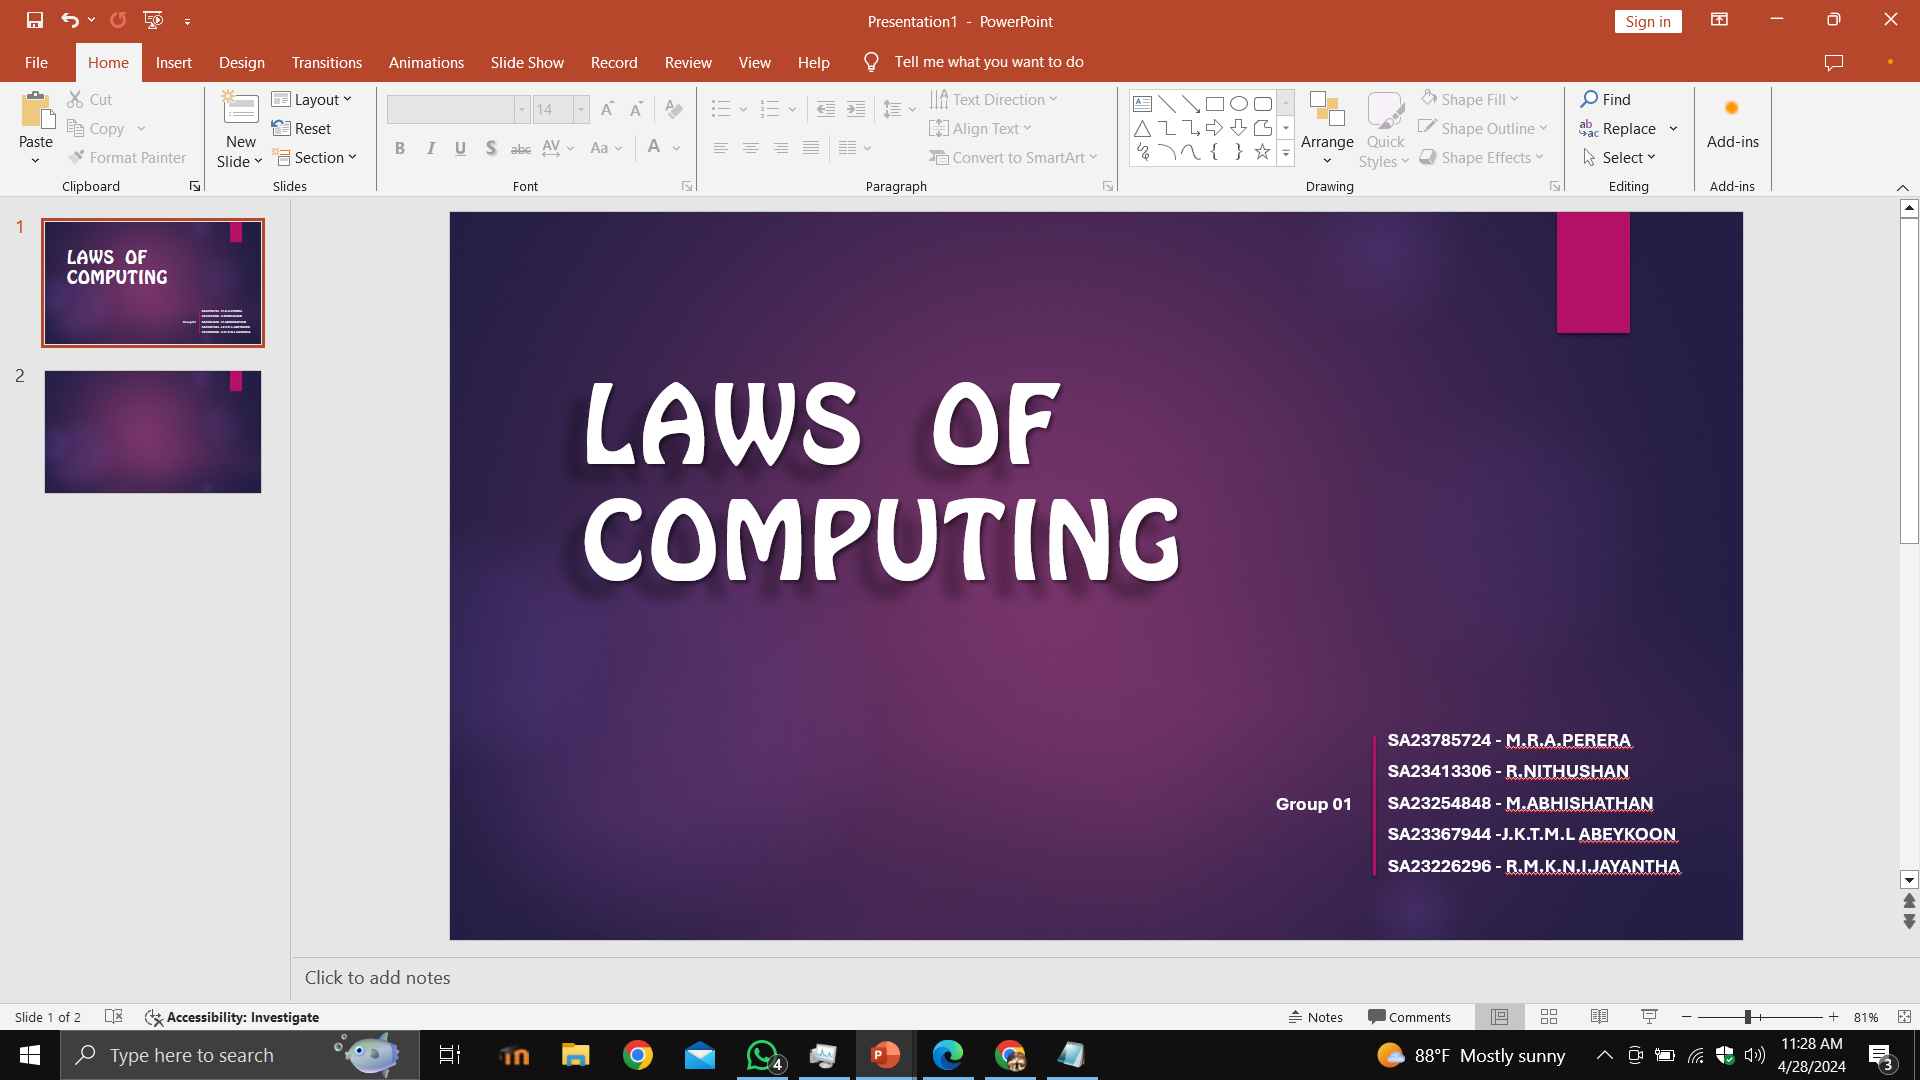 Presentation1 - PowerPoint
Sign in
File Home Insert Design Transitions Animations Slide Show Record Review View Help Tell me what you want to do
Paste
Cut
Copy
Format Painter
Clipboard
New Slide
Layout
Reset
Section
Slides
14
B I U S abc AV Aa A
Font
Text Direction
Align Text
Convert to SmartArt
Paragraph
Arrange
Quick Styles
Shape Fill
Shape Outline
Shape Effects
Drawing
Find
Replace
Select
Editing
Add-ins
Add-ins
1
LAWS OF
COMPUTING
2
LAWS OF
COMPUTING
Group 01
SA23785724 - M.R.A.PERERA
SA23413306 - R.NITHUSHAN
SA23254848 - M.ABHISHATHAN
SA23367944 -J.K.T.M.L ABEYKOON
SA23226296 - R.M.K.N.I.JAYANTHA
Click to add notes
Slide 1 of 2
Accessibility: Investigate
Notes
Comments
81%
Type here to search
4
88°F Mostly sunny
11:28 AM
4/28/2024
3